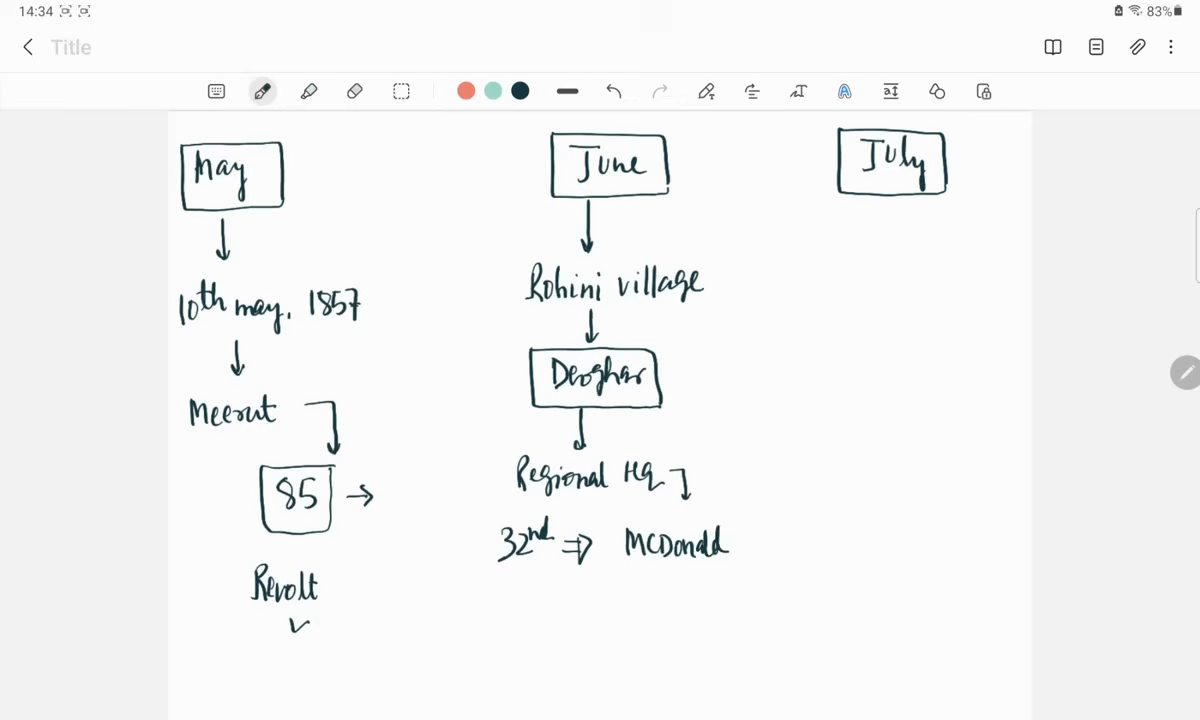 14:34
83%
Title
May
June
July
10th may, 1857
Rohini village
Deoghar
Meerut
Regional HQ
85
32nd ⇒ McDonald
Revolt